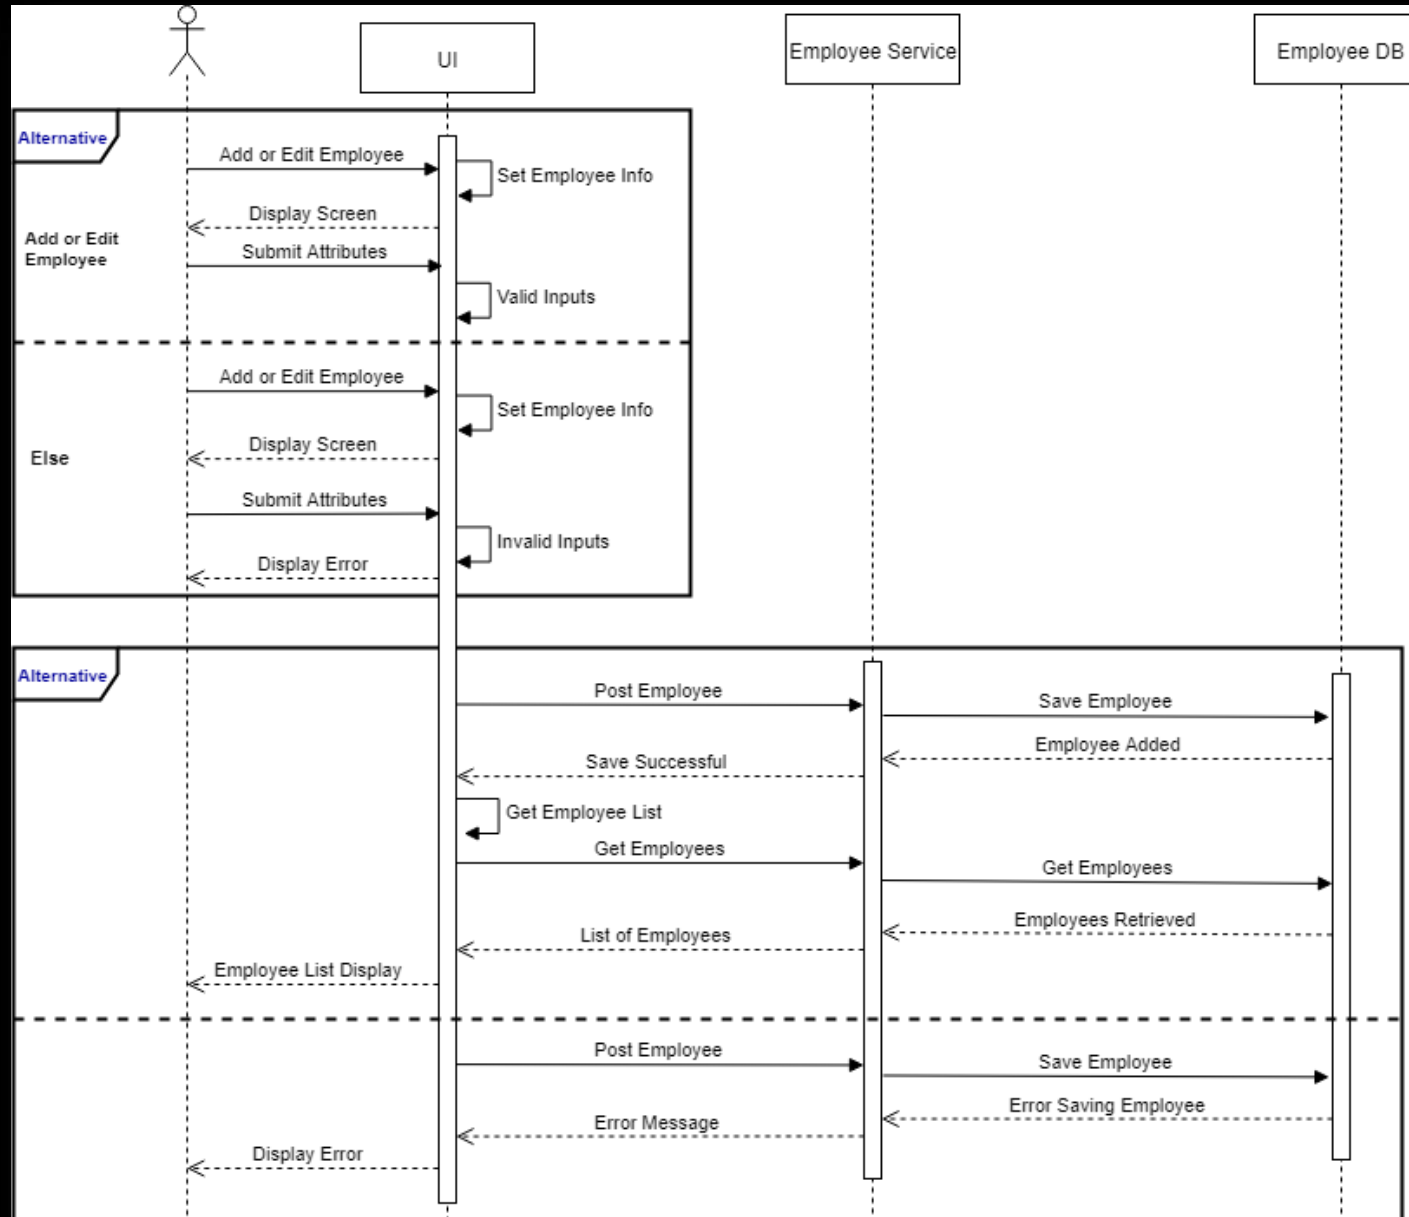 UI
Employee Service
Employee DB
Alternative
Add or Edit Employee
Set Employee Info
Display Screen
Add or Edit
Employee
Submit Attributes
Valid Inputs
Add or Edit Employee
Set Employee Info
Display Screen
Else
Submit Attributes
Invalid Inputs
Display Error
Alternative
Post Employee
Save Employee
Employee Added
Save Successful
Get Employee List
Get Employees
Get Employees
Employees Retrieved
List of Employees
Employee List Display
Post Employee
Save Employee
Error Saving Employee
Error Message
Display Error